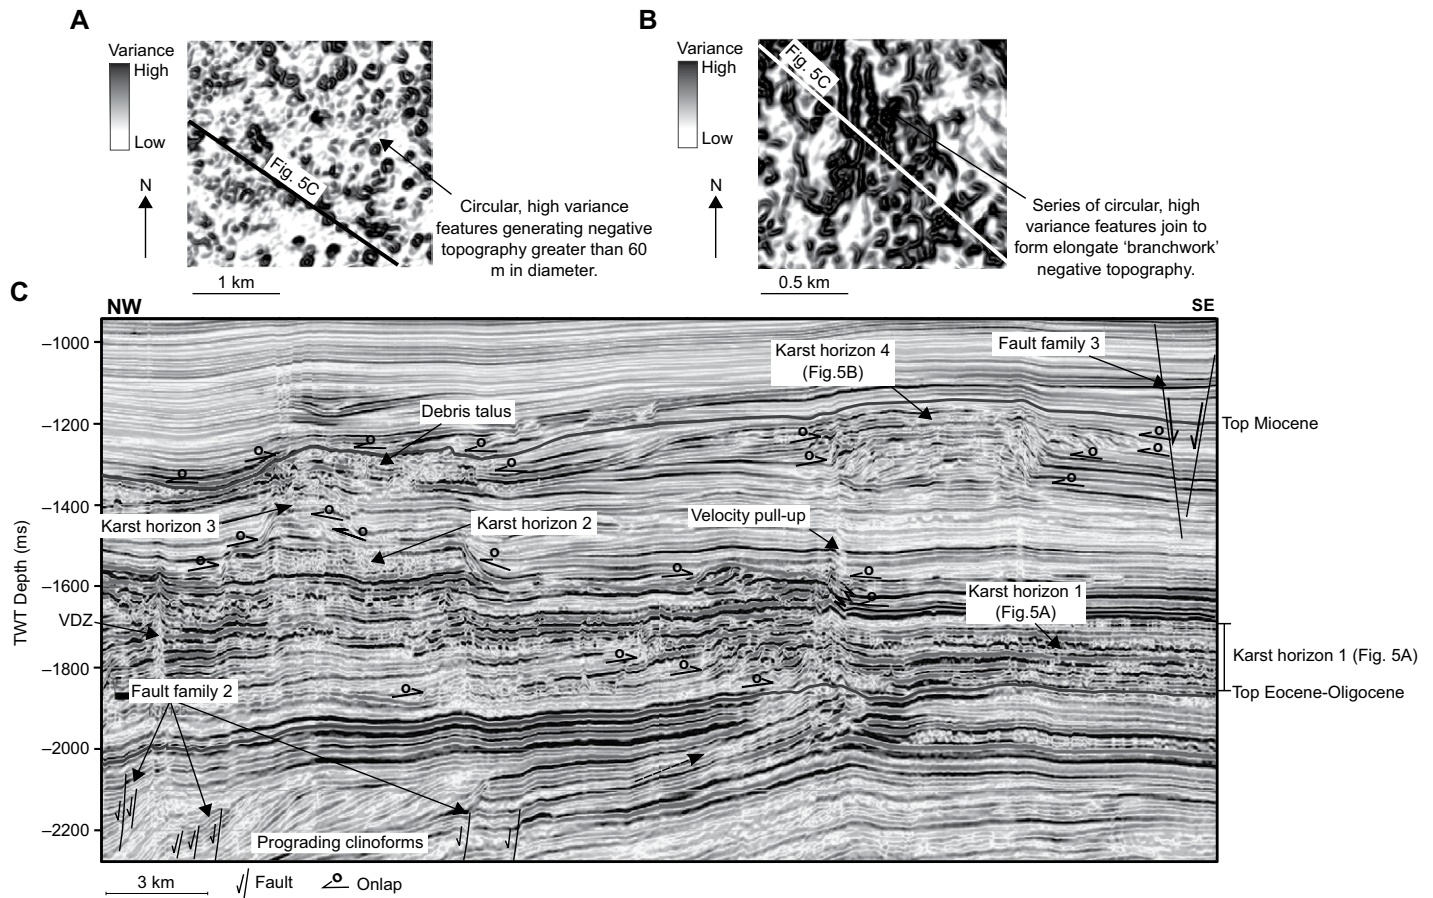 A
Variance
High
Low
N
Fig. 5C
1 km
Circular, high variance
features generating negative
topography greater than 60
m in diameter.
B
Variance
High
Low
N
Fig. 5C
0.5 km
Series of circular, high
variance features join to
form elongate ‘branchwork’
negative topography.
C
NW
SE
TWT Depth (ms)
–1000
–1200
–1400
–1600
VDZ
–1800
–2000
–2200
Fault family 3
Karst horizon 4
(Fig.5B)
Debris talus
Top Miocene
Karst horizon 3
Karst horizon 2
Velocity pull-up
Karst horizon 1
(Fig.5A)
Karst horizon 1 (Fig. 5A)
Fault family 2
Top Eocene-Oligocene
Prograding clinoforms
3 km
Fault
Onlap